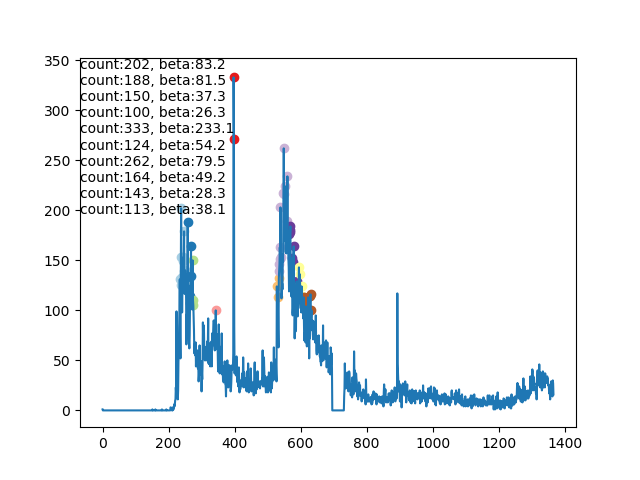 350
300
250
200
150
100
50
0
count:202, beta:83.2
count:188, beta:81.5
count:150, beta:37.3
count:100, beta:26.3
count:333, beta:233.1
count:124, beta:54.2
count:262, beta:79.5
count:164, beta:49.2
count:143, beta:28.3
count:113, beta:38.1
0 200 400 600 800 1000 1200 1400